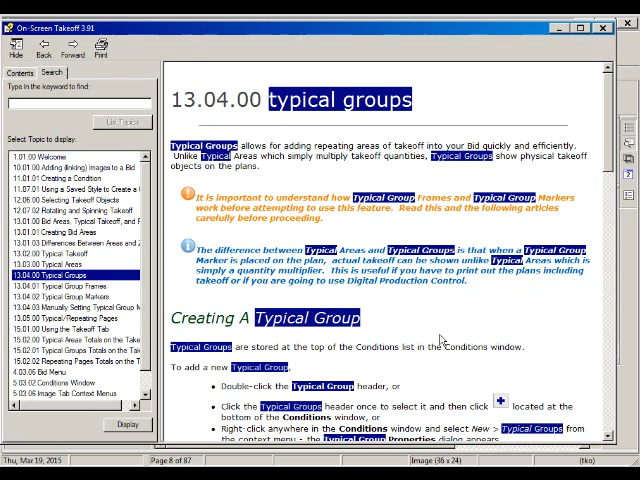 On-Screen Takeoff 3.91
Hide Back Forward Print
Contents Search
Type in the keyword to find:
List Topics
Select Topic to display:
1.01.00 Welcome
10.01.00 Adding (linking) Images to a Bid
11.01.01 Creating a Condition
11.07.01 Using a Saved Style to Create a
12.06.00 Selecting Takeoff Objects
12.07.02 Rotating and Spinning Takeoff
13.01.00 Bid Areas, Typical Areas, and
13.01.01 Creating Bid Areas
13.01.03 Differences Between Areas and
13.02.00 Typical Takeoff
13.03.00 Typical Areas
13.04.00 Typical Groups
13.04.01 Typical Group Frames
13.04.02 Typical Group Markers
13.04.03 Manually Setting Typical Group M
13.05.00 Typical/Repeating Pages
15.01.00 Using the Takeoff Tab
15.02.00 Typical Areas Totals on the Take
15.02.01 Typical Groups Totals on the Tak
15.02.02 Repeating Pages Totals on the Ta
4.03.06 Bid Menu
5.03.02 Conditions Window
5.03.06 Image Tab Context Menus
Display
13.04.00 typical groups
Typical Groups allows for adding repeating areas of takeoff into your Bid quickly and efficiently.
Unlike Typical Areas which simply multiply takeoff quantities, Typical Groups show physical takeoff
objects on the plans.
It is important to understand how Typical Group Frames and Typical Group Markers
work before attempting to use this feature. Read this and the following articles
carefully before proceeding.
The difference between Typical Areas and Typical Groups is that when a Typical Group
Marker is placed on the plan, actual takeoff can be shown unlike Typical Areas which is
simply a quantity multiplier. This is useful if you have to print out the plans including
takeoff or if you are going to use Digital Production Control.
Creating A Typical Group
Typical Groups are stored at the top of the Conditions list in the Conditions window.
To add a new Typical Group,
Double-click the Typical Group header, or
Click the Typical Groups header once to select it and then click + located at the
bottom of the Conditions window, or
Right-click anywhere in the Conditions window and select New > Typical Groups from
the context menu - the Typical Group Properties dialog appears
Thu, Mar 19, 2015 Page 8 of 87 Image (36 x 24) (tko)